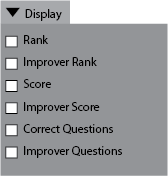 Display
Rank
Improver Rank
Score
Improver Score
Correct Questions
Improver Questions